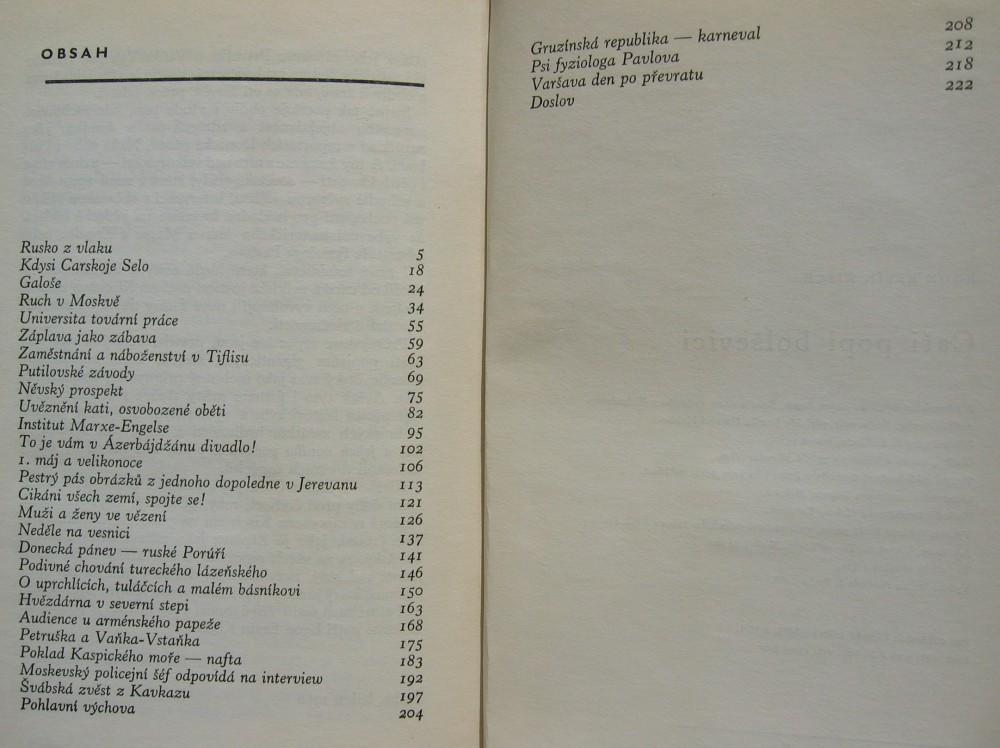 OBSAH
Rusko z vlaku 5
Kdysi Carskoje Selo 18
Galoše 24
Ruch v Moskvě 34
Universita tovární práce 55
Záplava jako zábava 59
Zaměstnání a náboženství v Tiflisu 63
Putilovské závody 69
Něvský prospekt 75
Uvěznění kati, osvobozené oběti 82
Institut Marxe-Engelse 95
To je vám v Ázerbájdžánu divadlo! 102
1. máj a velikonoce 106
Pestrý pás obrázků z jednoho dopoledne v Jerevanu 113
Cikáni všech zemí, spojte se! 121
Muži a ženy ve vězení 126
Neděle na vesnici 137
Donecká pánev — ruské Porúří 141
Podivné chování tureckého lázeňského 146
O uprchlících, tuláčcích a malém básníkovi 150
Hvězdárna v severní stepi 163
Audience u arménského papeže 168
Petruška a Vaňka-Vstaňka 175
Poklad Kaspického moře — nafta 183
Moskevský policejní šéf odpovídá na interview 192
Švábská zvěst z Kavkazu 197
Pohlavní výchova 204
Gruzínská republika — karneval 208
Psi fyziologa Pavlova 212
Varšava den po převratu 218
Doslov 222